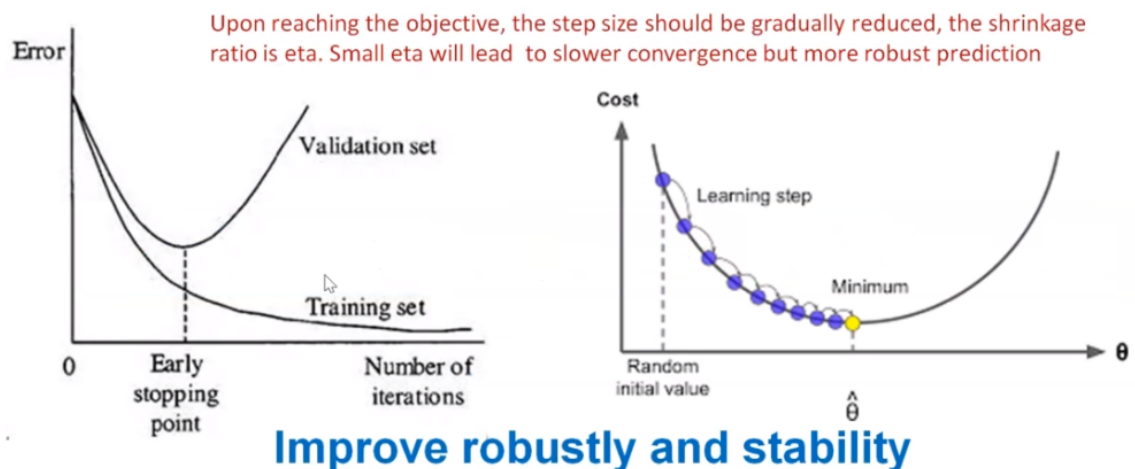 Upon reaching the objective, the step size should be gradually reduced, the shrinkage
ratio is eta. Small eta will lead to slower convergence but more robust prediction
Error
Validation set
Training set
0
Early
stopping
point
Number of
iterations
Cost
Learning step
Minimum
Random
initial value
θ
θ̂
Improve robustly and stability